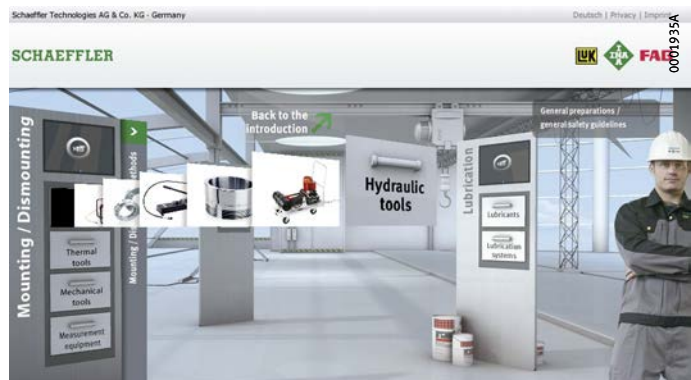 Schaeffler Technologies AG & Co. KG - Germany
Deutsch | Privacy | Imprint
0001935A
SCHAEFFLER
LUK
INA
FAG
Back to the
introduction
General preparations /
general safety guidelines
Mounting / Dismounting
Hydraulic
tools
Lubrication
Lubricants
Lubrication
systems
Thermal
tools
Mechanical
tools
Measurement
equipment